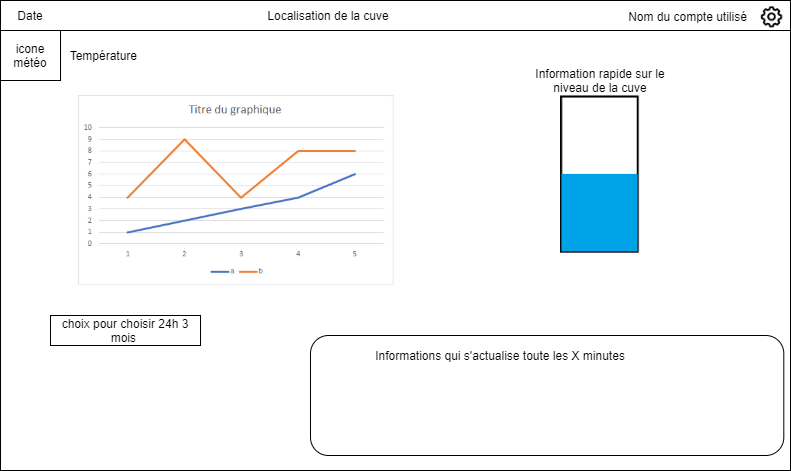 Date
Localisation de la cuve
Nom du compte utilisé
icone
météo
Température
Information rapide sur le
niveau de la cuve
Titre du graphique
10
9
8
7
6
5
4
3
2
1
0
1 2 3 4 5
a b
choix pour choisir 24h 3
mois
Informations qui s'actualise toute les X minutes